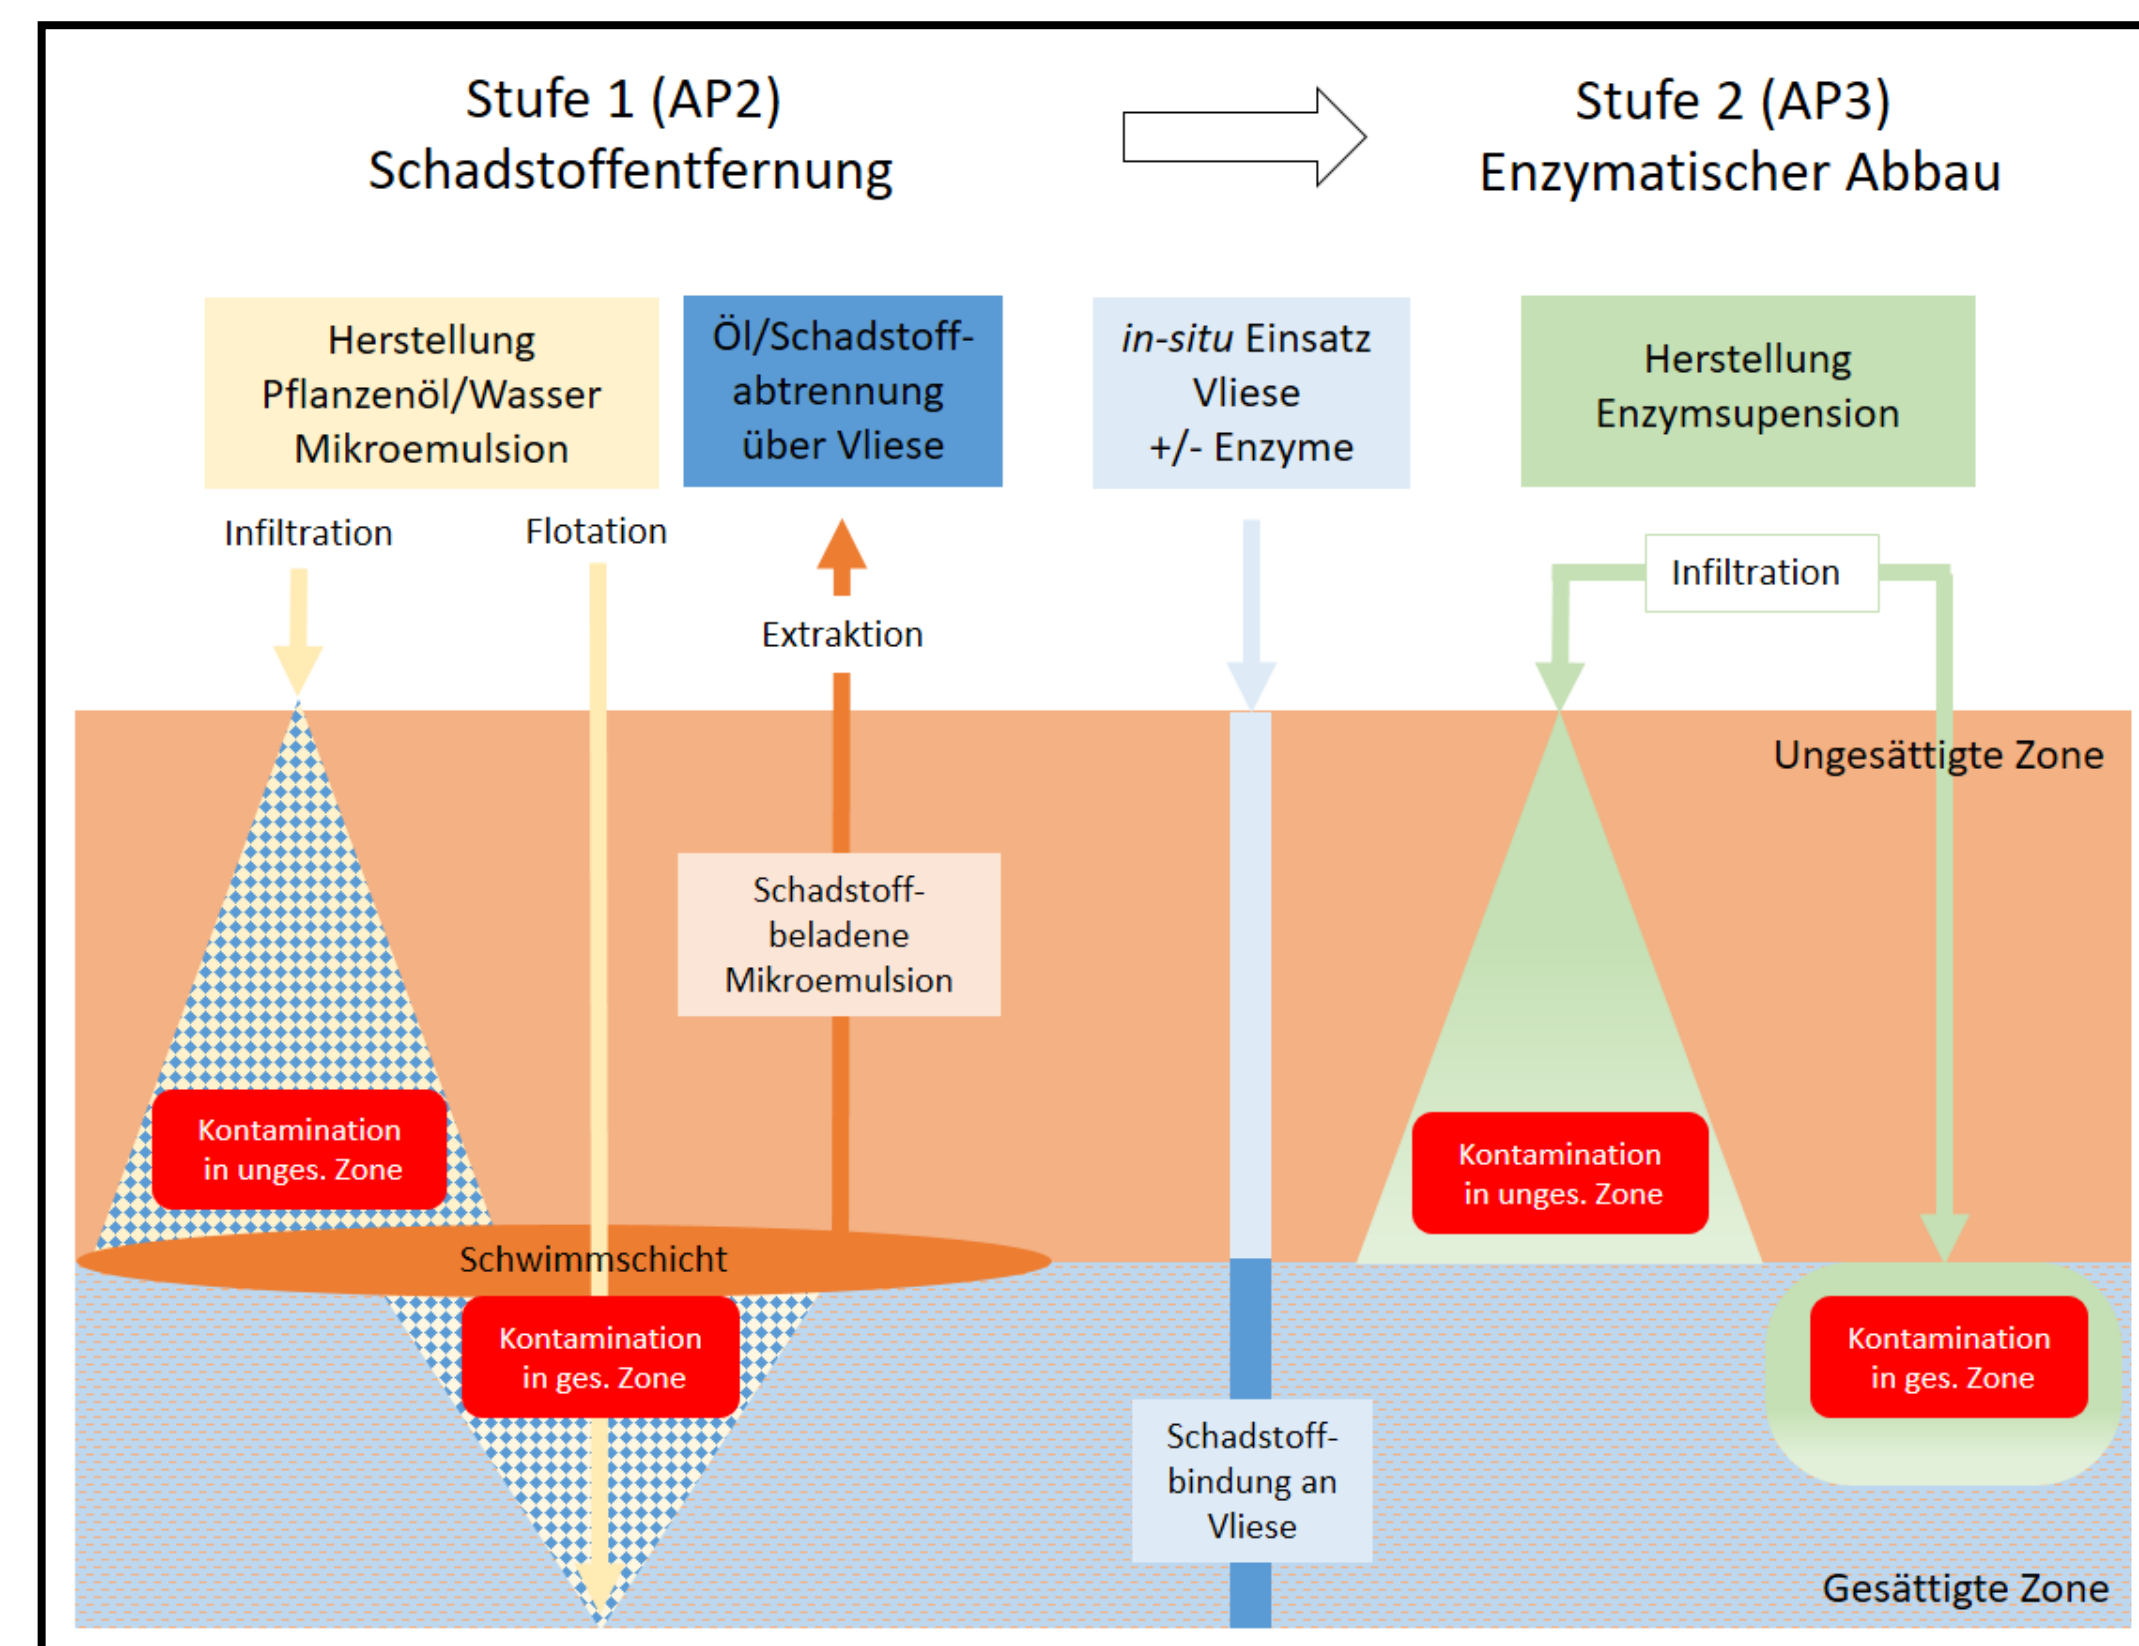 Stufe 1 (AP2)
Schadstoffentfernung
Stufe 2 (AP3)
Enzymatischer Abbau
Herstellung
Pflanzenöl/Wasser
Mikroemulsion
Öl/Schadstoff-
abtrennung
über Vliese
in-situ Einsatz
Vliese
+/- Enzyme
Herstellung
Enzymsupension
Infiltration
Flotation
Extraktion
Infiltration
Ungesättigte Zone
Schadstoff-
beladene
Mikroemulsion
Kontamination
in unges. Zone
Kontamination
in unges. Zone
Schwimmschicht
Kontamination
in ges. Zone
Kontamination
in ges. Zone
Schadstoff-
bindung an
Vliese
Gesättigte Zone